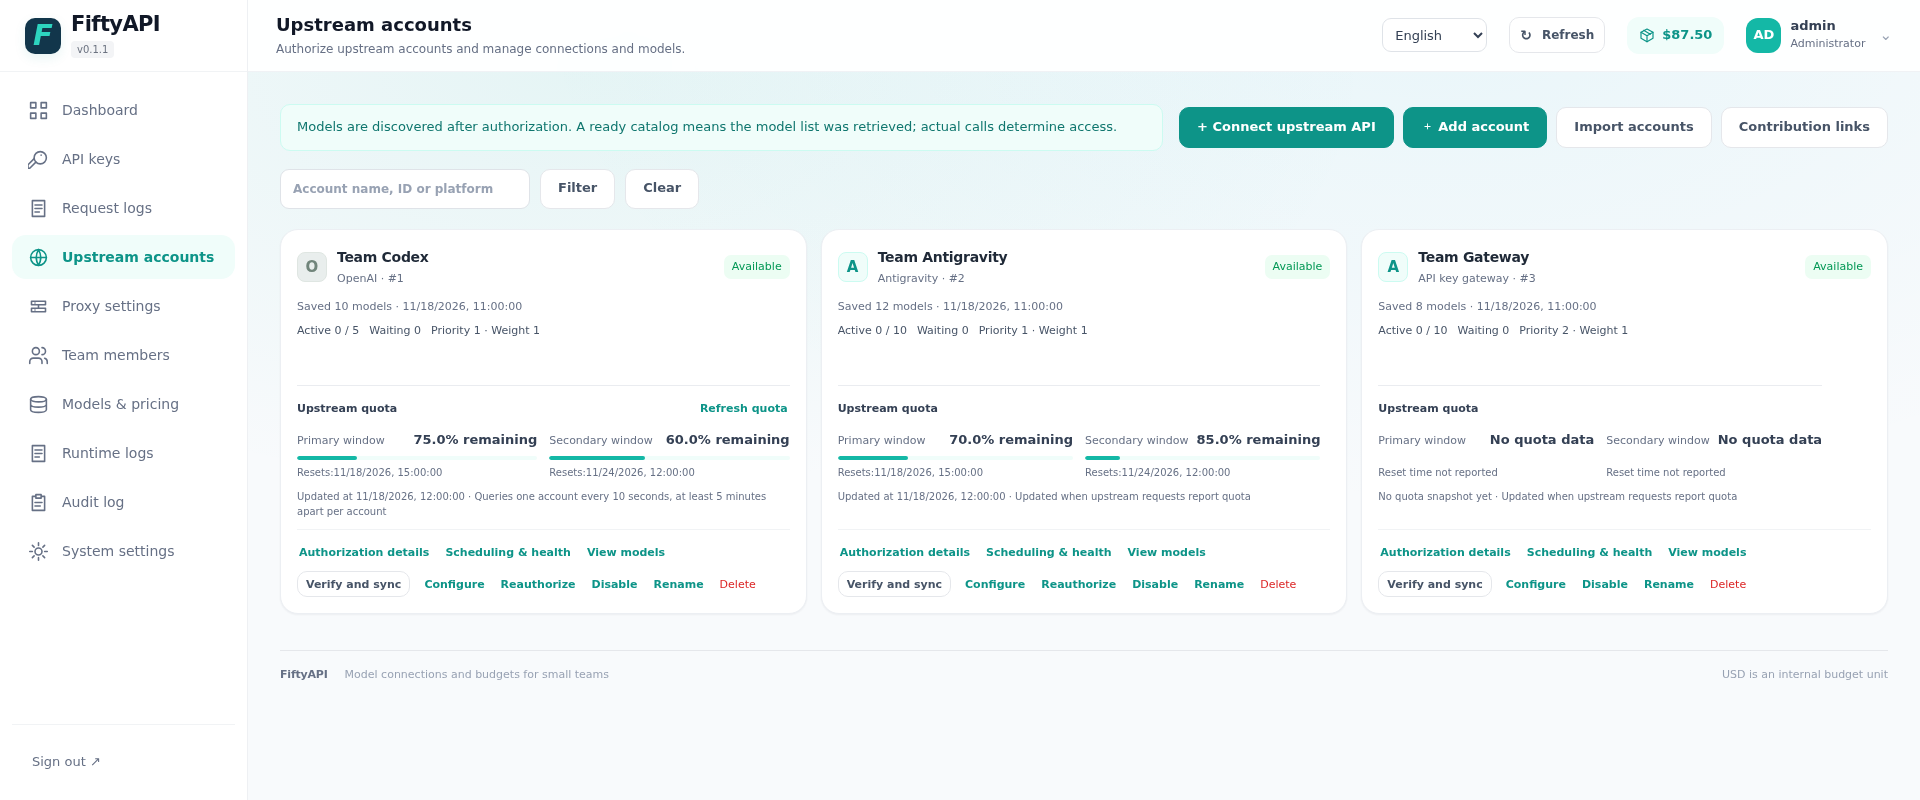 F FiftyAPI
v0.1.1
Dashboard
API keys
Request logs
Upstream accounts
Proxy settings
Team members
Models & pricing
Runtime logs
Audit log
System settings
Sign out ↗
Upstream accounts
Authorize upstream accounts and manage connections and models.
English
↻ Refresh
$87.50
AD
admin
Administrator
Models are discovered after authorization. A ready catalog means the model list was retrieved; actual calls determine access.
+ Connect upstream API
+ Add account
Import accounts
Contribution links
Account name, ID or platform
Filter
Clear
O
Team Codex
OpenAI · #1
Available
Saved 10 models · 11/18/2026, 11:00:00
Active 0 / 5 Waiting 0 Priority 1 · Weight 1
Upstream quota
Refresh quota
Primary window 75.0% remaining
Resets:11/18/2026, 15:00:00
Secondary window 60.0% remaining
Resets:11/24/2026, 12:00:00
Updated at 11/18/2026, 12:00:00 · Queries one account every 10 seconds, at least 5 minutes
apart per account
Authorization details Scheduling & health View models
Verify and sync Configure Reauthorize Disable Rename Delete
A
Team Antigravity
Antigravity · #2
Available
Saved 12 models · 11/18/2026, 11:00:00
Active 0 / 10 Waiting 0 Priority 1 · Weight 1
Upstream quota
Primary window 70.0% remaining
Resets:11/18/2026, 15:00:00
Secondary window 85.0% remaining
Resets:11/24/2026, 12:00:00
Updated at 11/18/2026, 12:00:00 · Updated when upstream requests report quota
Authorization details Scheduling & health View models
Verify and sync Configure Reauthorize Disable Rename Delete
A
Team Gateway
API key gateway · #3
Available
Saved 8 models · 11/18/2026, 11:00:00
Active 0 / 10 Waiting 0 Priority 2 · Weight 1
Upstream quota
Primary window No quota data
Reset time not reported
Secondary window No quota data
Reset time not reported
No quota snapshot yet · Updated when upstream requests report quota
Authorization details Scheduling & health View models
Verify and sync Configure Disable Rename Delete
FiftyAPI Model connections and budgets for small teams
USD is an internal budget unit